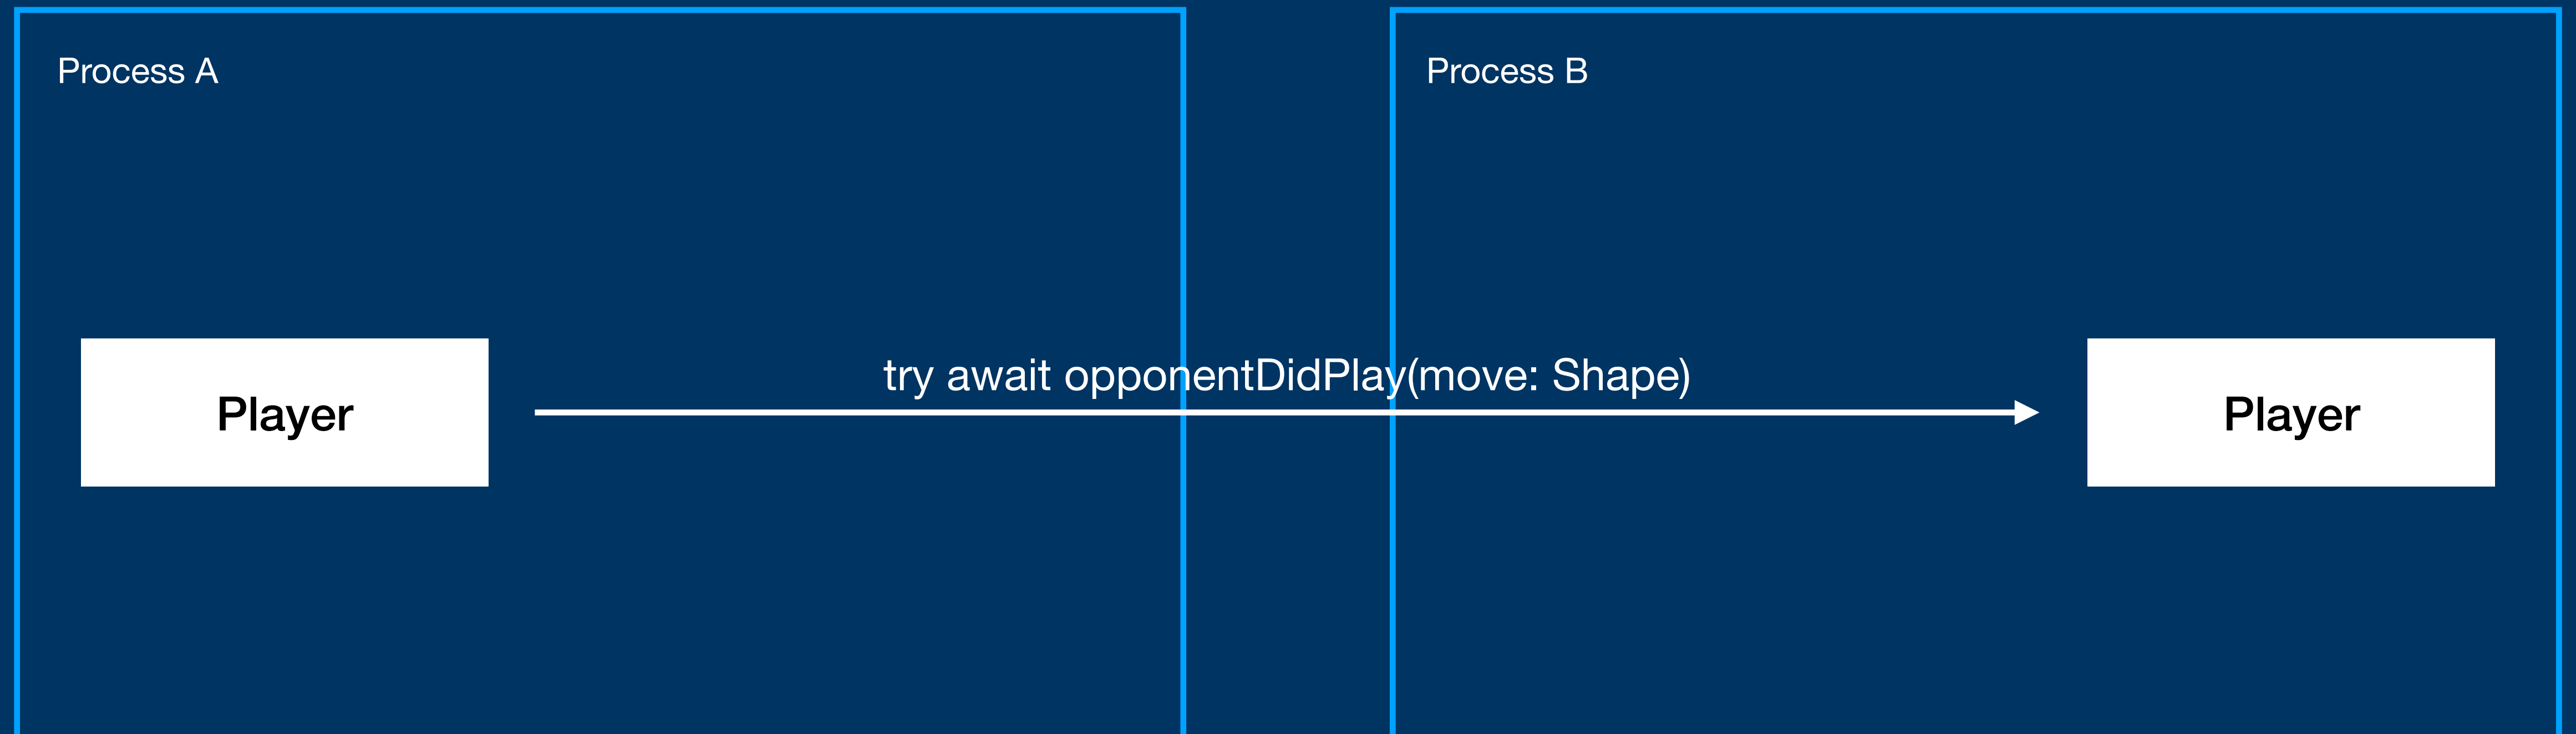 Process A
Process B
try await opponentDidPlay(move: Shape)
Player
Player